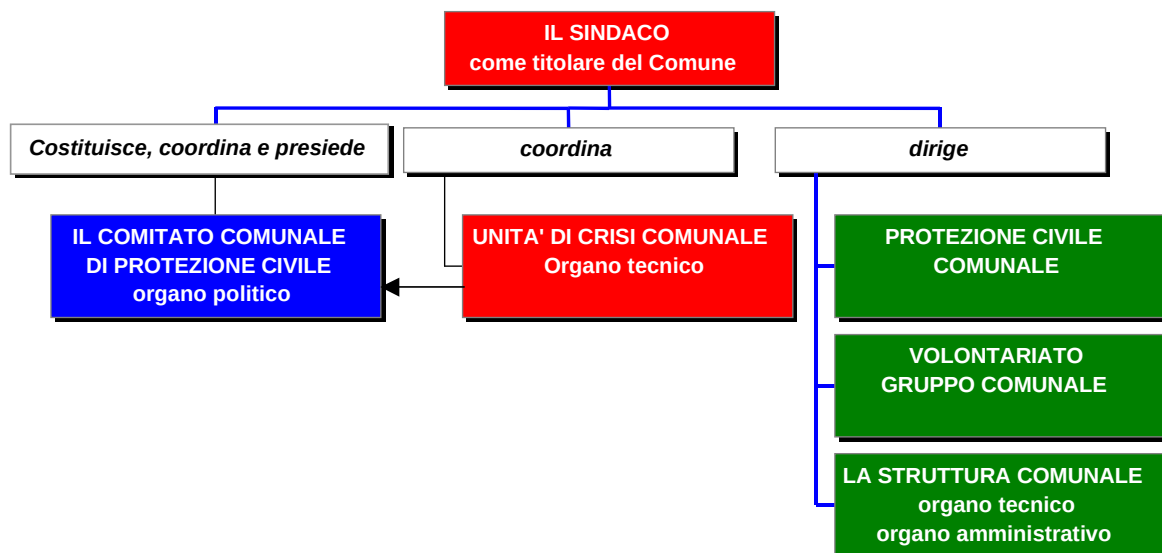 IL SINDACO
come titolare del Comune
Costituisce, coordina e presiede
coordina
dirige
IL COMITATO COMUNALE
DI PROTEZIONE CIVILE
organo politico
UNITA' DI CRISI COMUNALE
Organo tecnico
PROTEZIONE CIVILE
COMUNALE
VOLONTARIATO
GRUPPO COMUNALE
LA STRUTTURA COMUNALE
organo tecnico
organo amministrativo